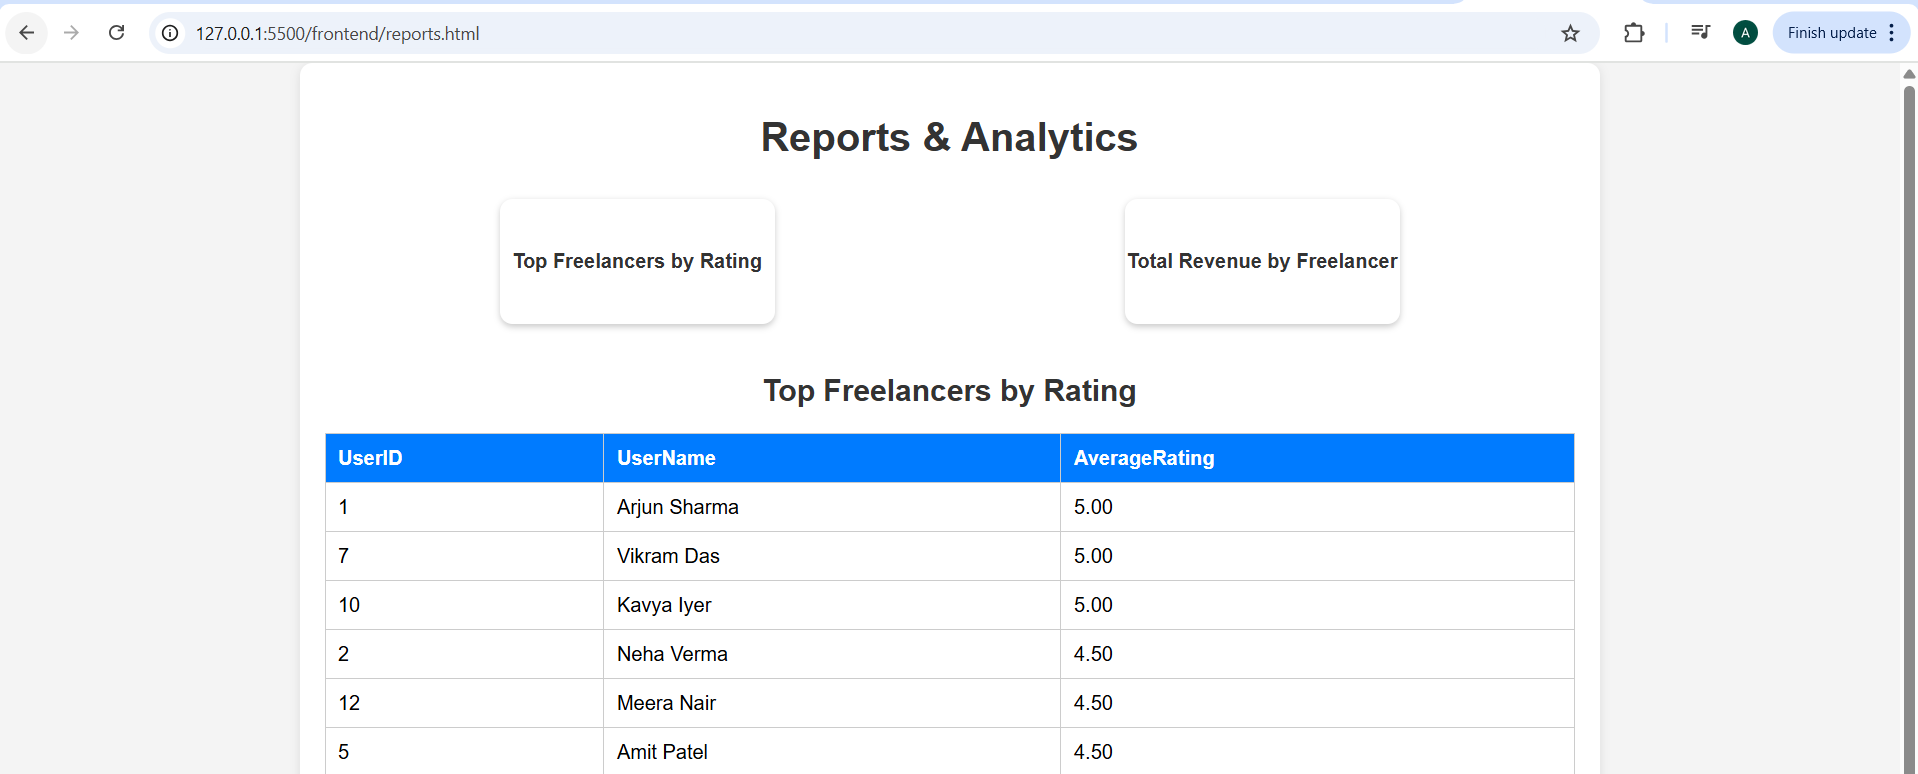 127.0.0.1:5500/frontend/reports.html
A
Finish update
Reports & Analytics
Top Freelancers by Rating
Total Revenue by Freelancer
Top Freelancers by Rating
UserID UserName AverageRating
1 Arjun Sharma 5.00
7 Vikram Das 5.00
10 Kavya Iyer 5.00
2 Neha Verma 4.50
12 Meera Nair 4.50
5 Amit Patel 4.50